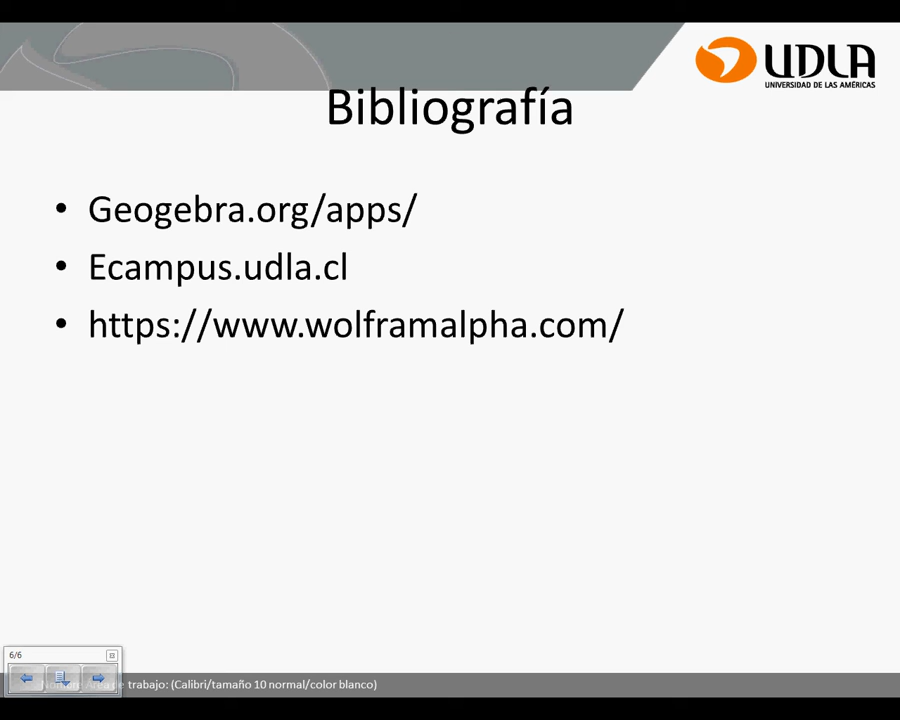 UDLA
UNIVERSIDAD DE LAS AMÉRICAS
Bibliografía
• Geogebra.org/apps/
• Ecampus.udla.cl
• https://www.wolframalpha.com/
6/6
de trabajo: (Calibri/tamaño 10 normal/color blanco)